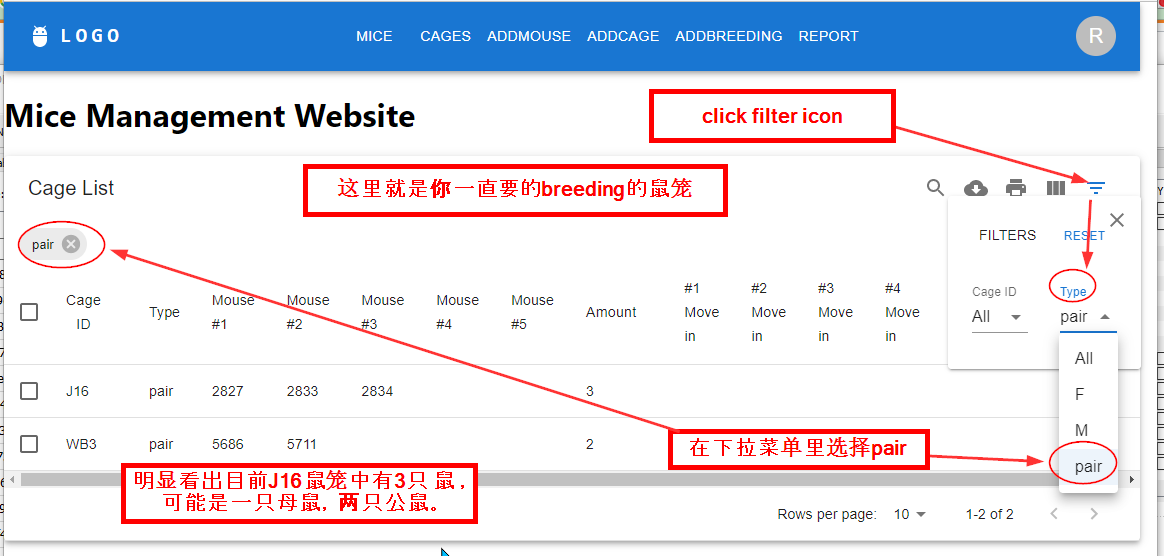 LOGO
MICE CAGES ADDMOUSE ADDCAGE ADDBREEDING REPORT
R
Mice Management Website
click filter icon
Cage List
这里就是你一直要的breeding的鼠笼
pair
FILTERS RESET
Cage ID Type Mouse #1 Mouse #2 Mouse #3 Mouse #4 Mouse #5 Amount #1 Move in #2 Move in #3 Move in #4 Move in
Cage ID Type
All pair
All
F
M
pair
J16 pair 2827 2833 2834 3
WB3 pair 5686 5711 2
在下拉菜单里选择pair
明显看出目前J16鼠笼中有3只 鼠,
可能是一只母鼠, 两只公鼠。
Rows per page: 10 1-2 of 2